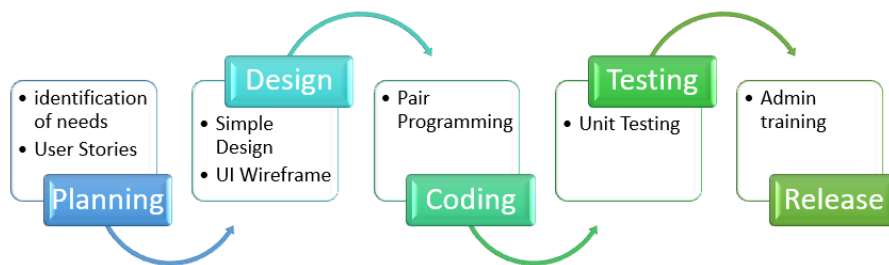 • identification
of needs
• User Stories
Planning
Design
• Simple
Design
• UI Wireframe
• Pair
Programming
Coding
Testing
• Unit Testing
• Admin
training
Release